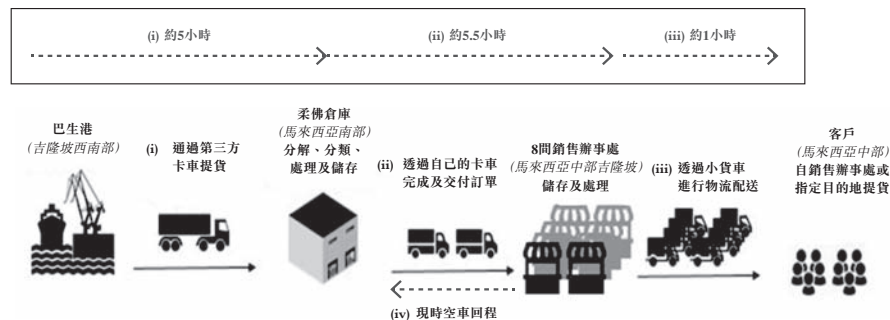 (i) 約5小時
(ii) 約5.5小時
(iii) 約1小時
巴生港
(吉隆坡西南部)
(i) 通過第三方
卡車提貨
柔佛倉庫
(馬來西亞南部)
分解、分類、
處理及儲存
(ii) 透過自己的卡車
完成及交付訂單
8間銷售辦事處
(馬來西亞中部吉隆坡)
儲存及處理
(iii) 透過小貨車
進行物流配送
客戶
(馬來西亞中部)
自銷售辦事處或
指定目的地提貨
(iv) 現時空車回程